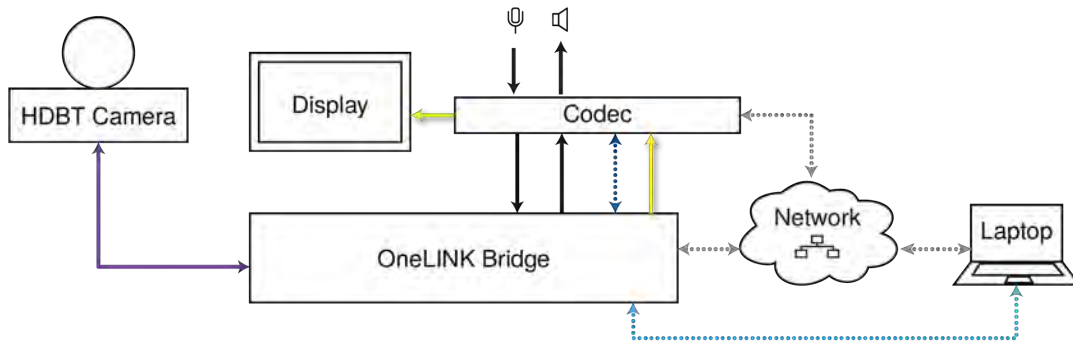 HDBT Camera
Display
Codec
OneLINK Bridge
Network
Laptop